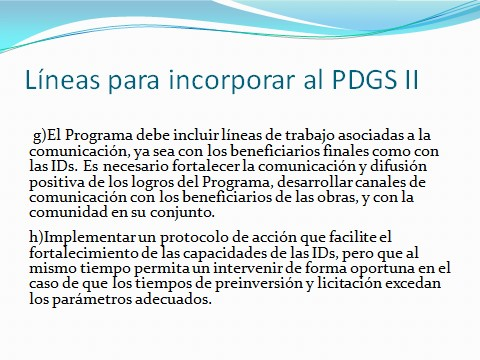 Líneas para incorporar al PDGS II
g)El Programa debe incluir líneas de trabajo asociadas a la
comunicación, ya sea con los beneficiarios finales como con
las IDs. Es necesario fortalecer la comunicación y difusión
positiva de los logros del Programa, desarrollar canales de
comunicación con los beneficiarios de las obras, y con la
comunidad en su conjunto.
h)Implementar un protocolo de acción que facilite el
fortalecimiento de las capacidades de las IDs, pero que al
mismo tiempo permita un intervenir de forma oportuna en el
caso de que los tiempos de preinversión y licitación excedan
los parámetros adecuados.